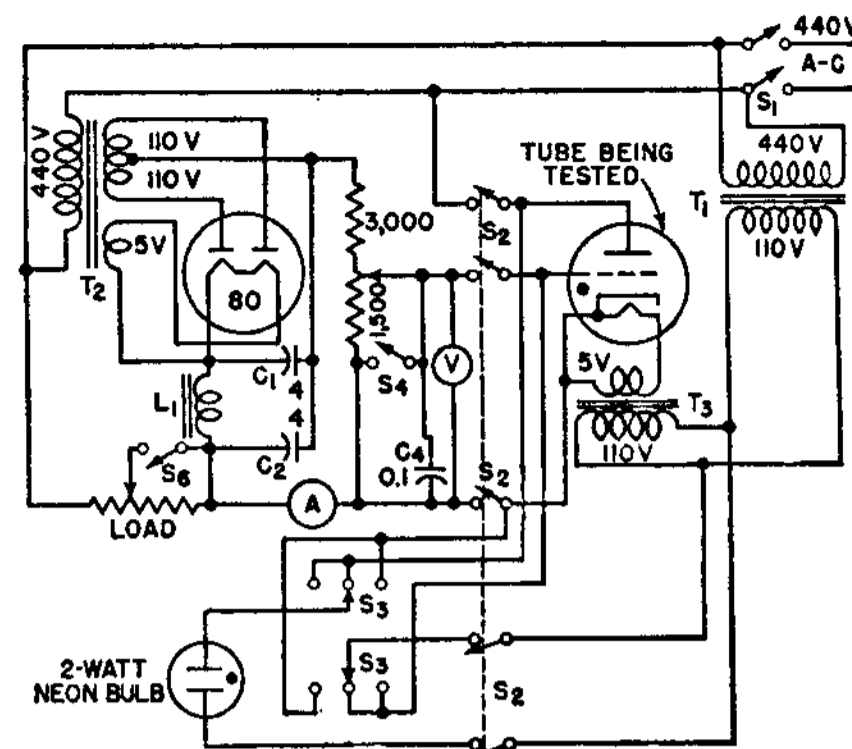 440V
A-C
S1
440V
T1
110V
TUBE BEING
TESTED
440 V
110 V
110 V
5V
T2
80
3,000
1,500
S2
C1
4
L1
4
C2
S4
V
5V
T3
110V
S6
C4
0.1
S2
LOAD
A
S3
S3
2-WATT
NEON BULB
S2